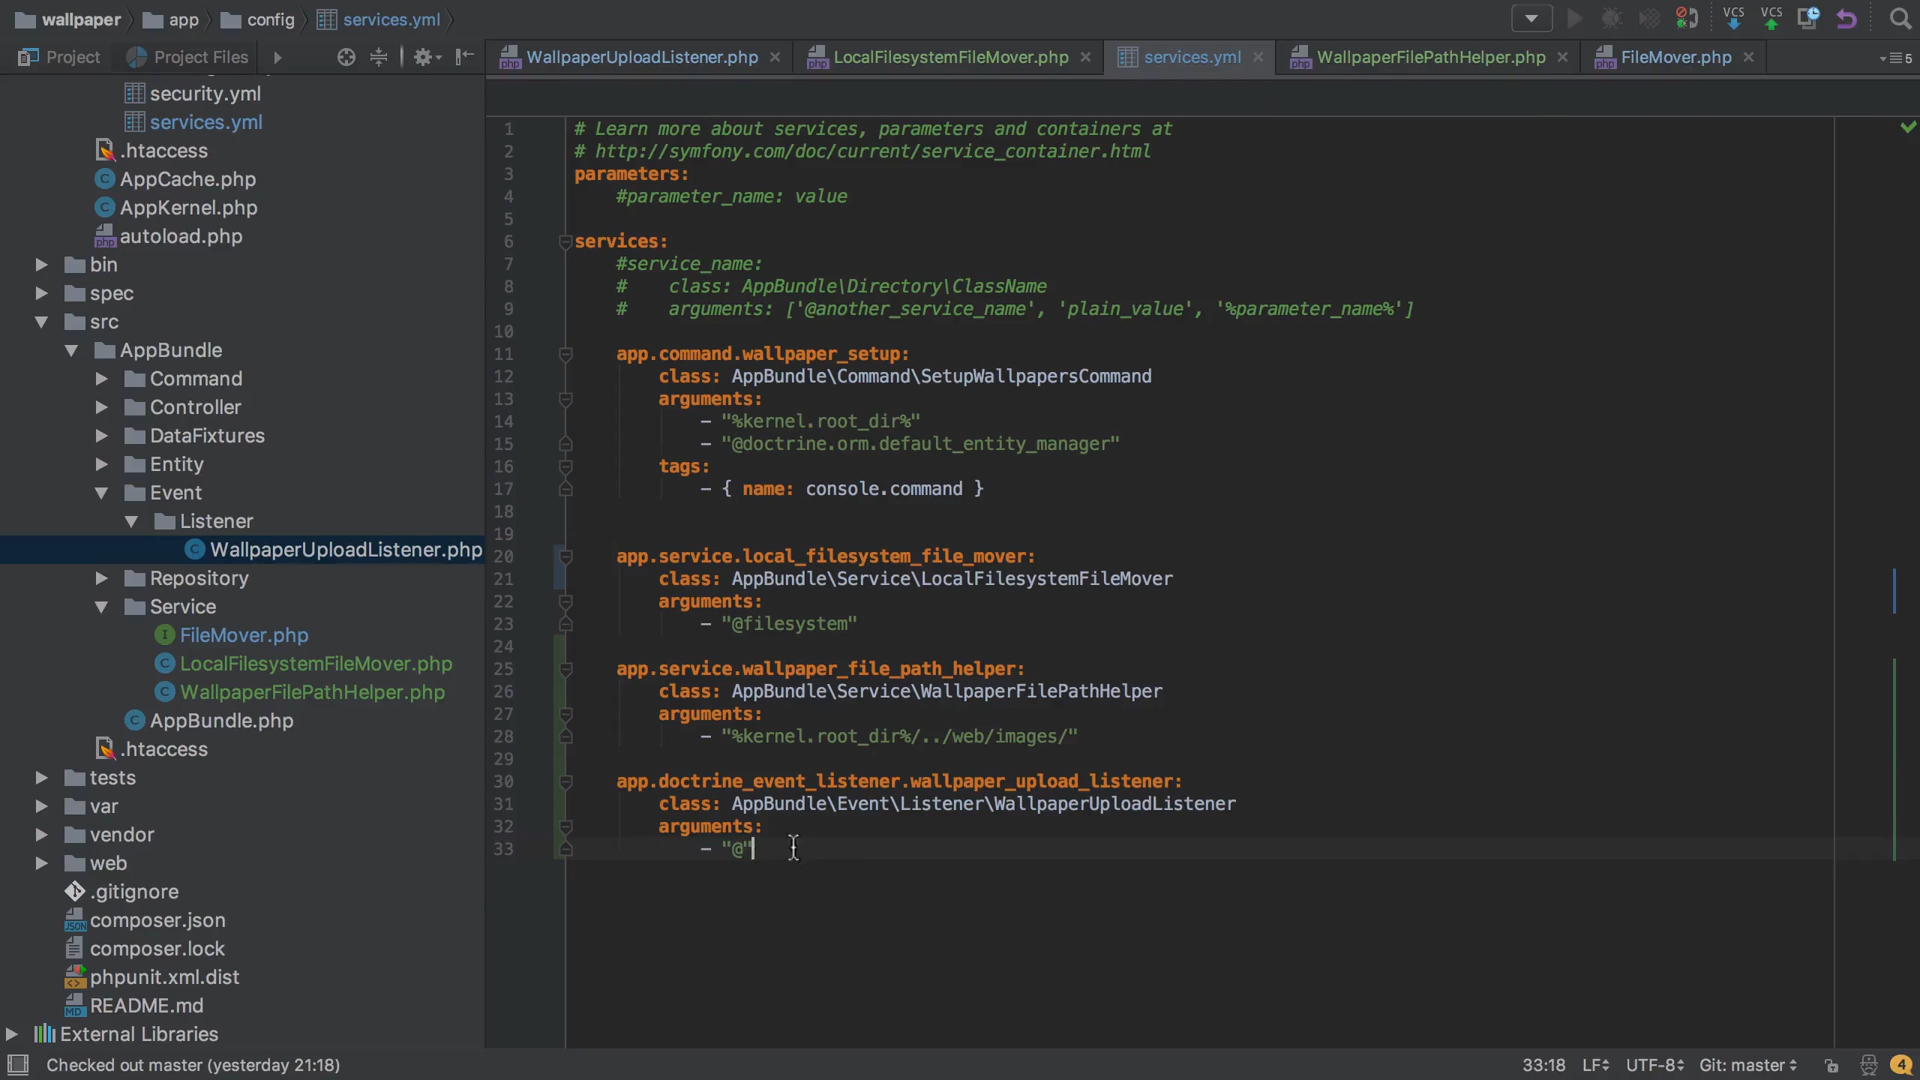 wallpaper app config services.yml
Project Project Files
WallpaperUploadListener.php LocalFilesystemFileMover.php services.yml WallpaperFilePathHelper.php FileMover.php 5
security.yml
services.yml
.htaccess
AppCache.php
AppKernel.php
autoload.php
bin
spec
src
AppBundle
Command
Controller
DataFixtures
Entity
Event
Listener
WallpaperUploadListener.php
Repository
Service
FileMover.php
LocalFilesystemFileMover.php
WallpaperFilePathHelper.php
AppBundle.php
.htaccess
tests
var
vendor
web
.gitignore
composer.json
composer.lock
phpunit.xml.dist
README.md
External Libraries
1 # Learn more about services, parameters and containers at
2 # http://symfony.com/doc/current/service_container.html
3 parameters:
4 #parameter_name: value
5
6 services:
7 #service_name:
8 # class: AppBundle\Directory\ClassName
9 # arguments: ['@another_service_name', 'plain_value', '%parameter_name%']
10
11 app.command.wallpaper_setup:
12 class: AppBundle\Command\SetupWallpapersCommand
13 arguments:
14 - "%kernel.root_dir%"
15 - "@doctrine.orm.default_entity_manager"
16 tags:
17 - { name: console.command }
18
19
20 app.service.local_filesystem_file_mover:
21 class: AppBundle\Service\LocalFilesystemFileMover
22 arguments:
23 - "@filesystem"
24
25 app.service.wallpaper_file_path_helper:
26 class: AppBundle\Service\WallpaperFilePathHelper
27 arguments:
28 - "%kernel.root_dir%/../web/images/"
29
30 app.doctrine_event_listener.wallpaper_upload_listener:
31 class: AppBundle\Event\Listener\WallpaperUploadListener
32 arguments:
33 - "@"
Checked out master (yesterday 21:18) 33:18 LF UTF-8 Git: master 4
VCS VCS